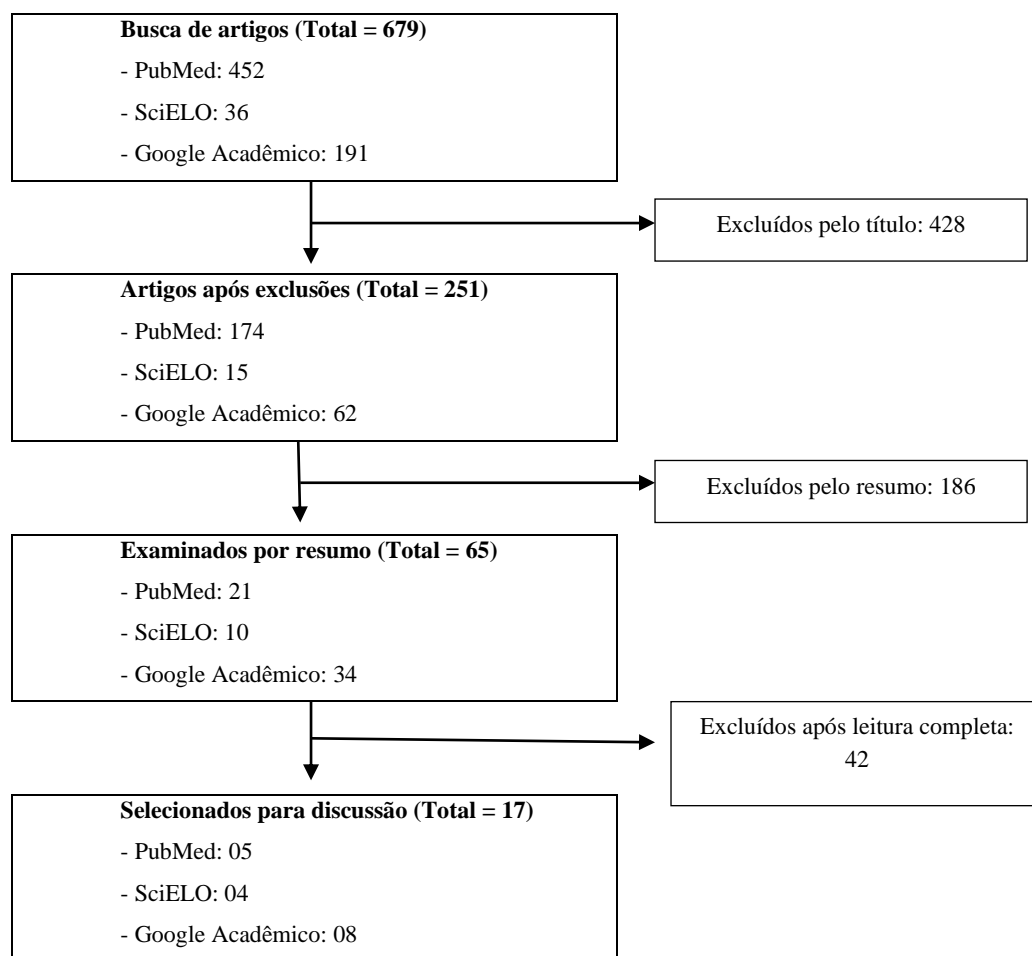 Busca de artigos (Total = 679)
- PubMed: 452
- SciELO: 36
- Google Acadêmico: 191
Excluídos pelo título: 428
Artigos após exclusões (Total = 251)
- PubMed: 174
- SciELO: 15
- Google Acadêmico: 62
Excluídos pelo resumo: 186
Examinados por resumo (Total = 65)
- PubMed: 21
- SciELO: 10
- Google Acadêmico: 34
Excluídos após leitura completa:
42
Selecionados para discussão (Total = 17)
- PubMed: 05
- SciELO: 04
- Google Acadêmico: 08